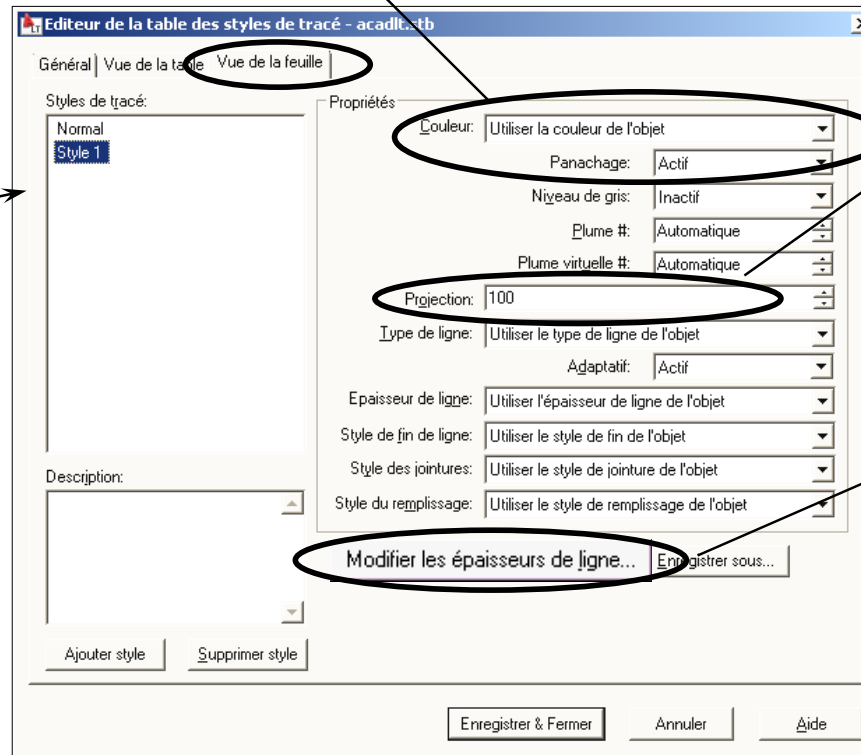 Editeur de la table des styles de tracé - acadlt.stb
Général Vue de la table Vue de la feuille
Styles de tracé:
Normal
Style 1
Propriétés
Couleur: Utiliser la couleur de l'objet
Panachage: Actif
Niveau de gris: Inactif
Plume #: Automatique
Plume virtuelle #: Automatique
Projection: 100
Type de ligne: Utiliser le type de ligne de l'objet
Adaptatif: Actif
Epaisseur de ligne: Utiliser l'épaisseur de ligne de l'objet
Style de fin de ligne: Utiliser le style de fin de l'objet
Style des jointures: Utiliser le style de jointure de l'objet
Style du remplissage: Utiliser le style de remplissage de l'objet
Description:
Modifier les épaisseurs de ligne... Enregistrer sous...
Ajouter style Supprimer style
Enregistrer & Fermer Annuler Aide